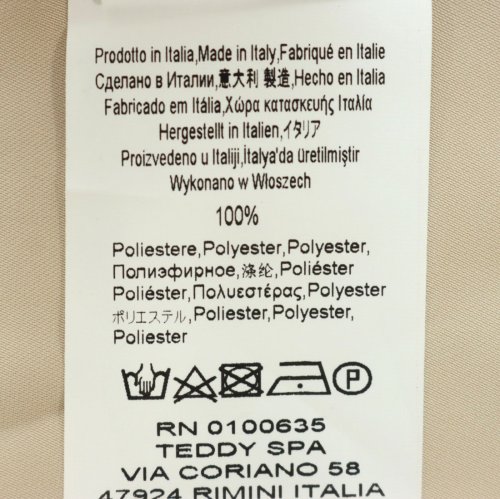 Prodotto in Italia,Made in Italy,Fabriqué en Italie
Сделано в Италии,意大利 製造,Hecho en Italia
Fabricado em Itália,Χώρα κατασκευής Ιταλία
Hergestellt in Italien,イタリア
Proizvedeno u Italiji,İtalya'da üretilmiştir
Wykonano w Włoszech
100%
Poliestere,Polyester,Polyester,
Полиэфирное,涤纶,Poliéster
Poliéster,Πολυεστέρας,Polyester
ポリエステル,Poliester,Polyester,
Poliester
P
RN 0100635
TEDDY SPA
VIA CORIANO 58
47924 RIMINI ITALIA